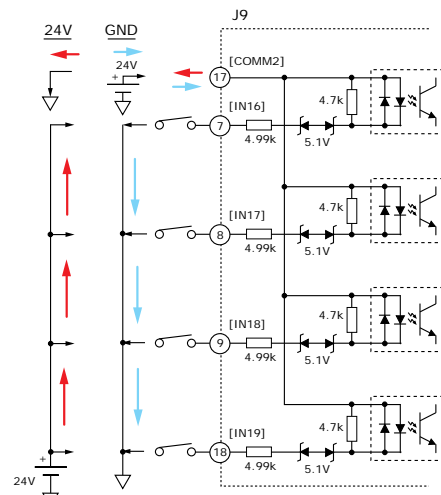 J9
24V GND
24V
+
[COMM2]
17
4.7k
[IN16]
7
4.99k
5.1V
4.7k
[IN17]
8
4.99k
5.1V
4.7k
[IN18]
9
4.99k
5.1V
4.7k
[IN19]
18
4.99k
5.1V
+
24V